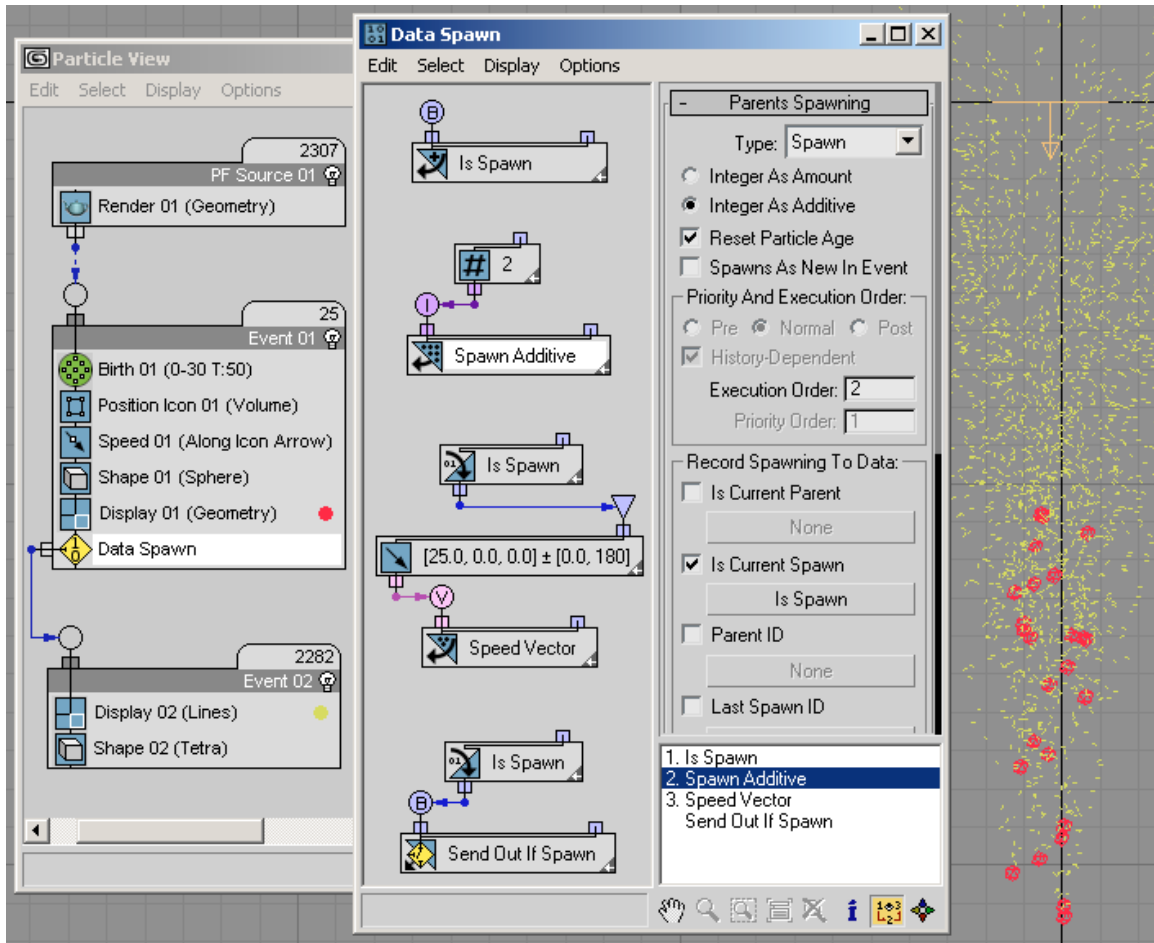 Particle View
Edit Select Display Options
2307
PF Source 01
Render 01 (Geometry)
25
Event 01
Birth 01 (0-30 T:50)
Position Icon 01 (Volume)
Speed 01 (Along Icon Arrow)
Shape 01 (Sphere)
Display 01 (Geometry)
Data Spawn
2282
Event 02
Display 02 (Lines)
Shape 02 (Tetra)
Data Spawn
Edit Select Display Options
B
I
Is Spawn
I
# 2
I
I
Spawn Additive
I
Is Spawn
I
[25.0, 0.0, 0.0] ± [0.0, 180]
V
I
Speed Vector
I
Is Spawn
B
I
Send Out If Spawn
- Parents Spawning
Type: Spawn
Integer As Amount
Integer As Additive
Reset Particle Age
Spawns As New In Event
Priority And Execution Order:
Pre Normal Post
History-Dependent
Execution Order: 2
Priority Order: 1
Record Spawning To Data:
Is Current Parent
None
Is Current Spawn
Is Spawn
Parent ID
None
Last Spawn ID
1. Is Spawn
2. Spawn Additive
3. Speed Vector
Send Out If Spawn